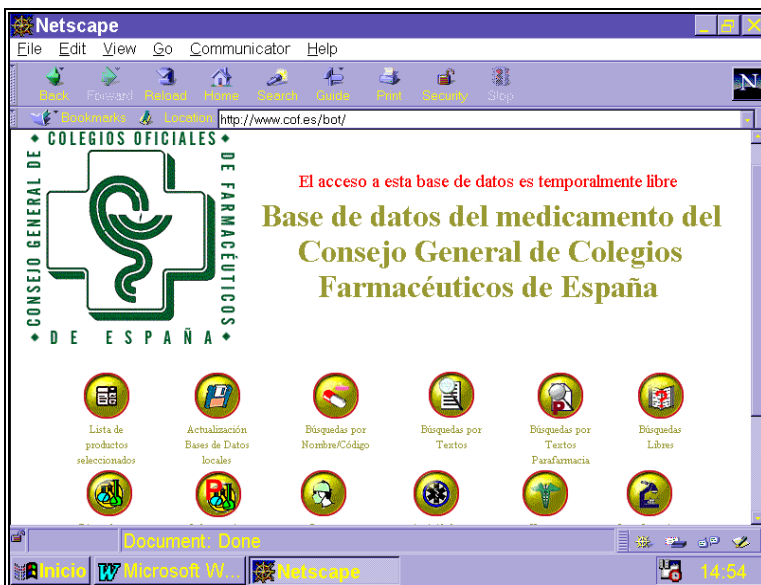 Netscape
File Edit View Go Communicator Help
Back Forward Reload Home Search Guide Print Security Stop
N
Bookmarks Location: http://www.cof.es/bot/
CONSEJO GENERAL DE
COLEGIOS OFICIALES
DE FARMACÉUTICOS
DE ESPAÑA
El acceso a esta base de datos es temporalmente libre
Base de datos del medicamento del
Consejo General de Colegios
Farmacéuticos de España
Lista de
productos
seleccionados
Actualización
Bases de Datos
locales
Búsquedas por
Nombre/Código
Búsquedas por
Textos
Búsquedas por
Textos
Parafarmacia
Búsquedas
Libres
Document: Done
Inicio Microsoft W... Netscape 14:54